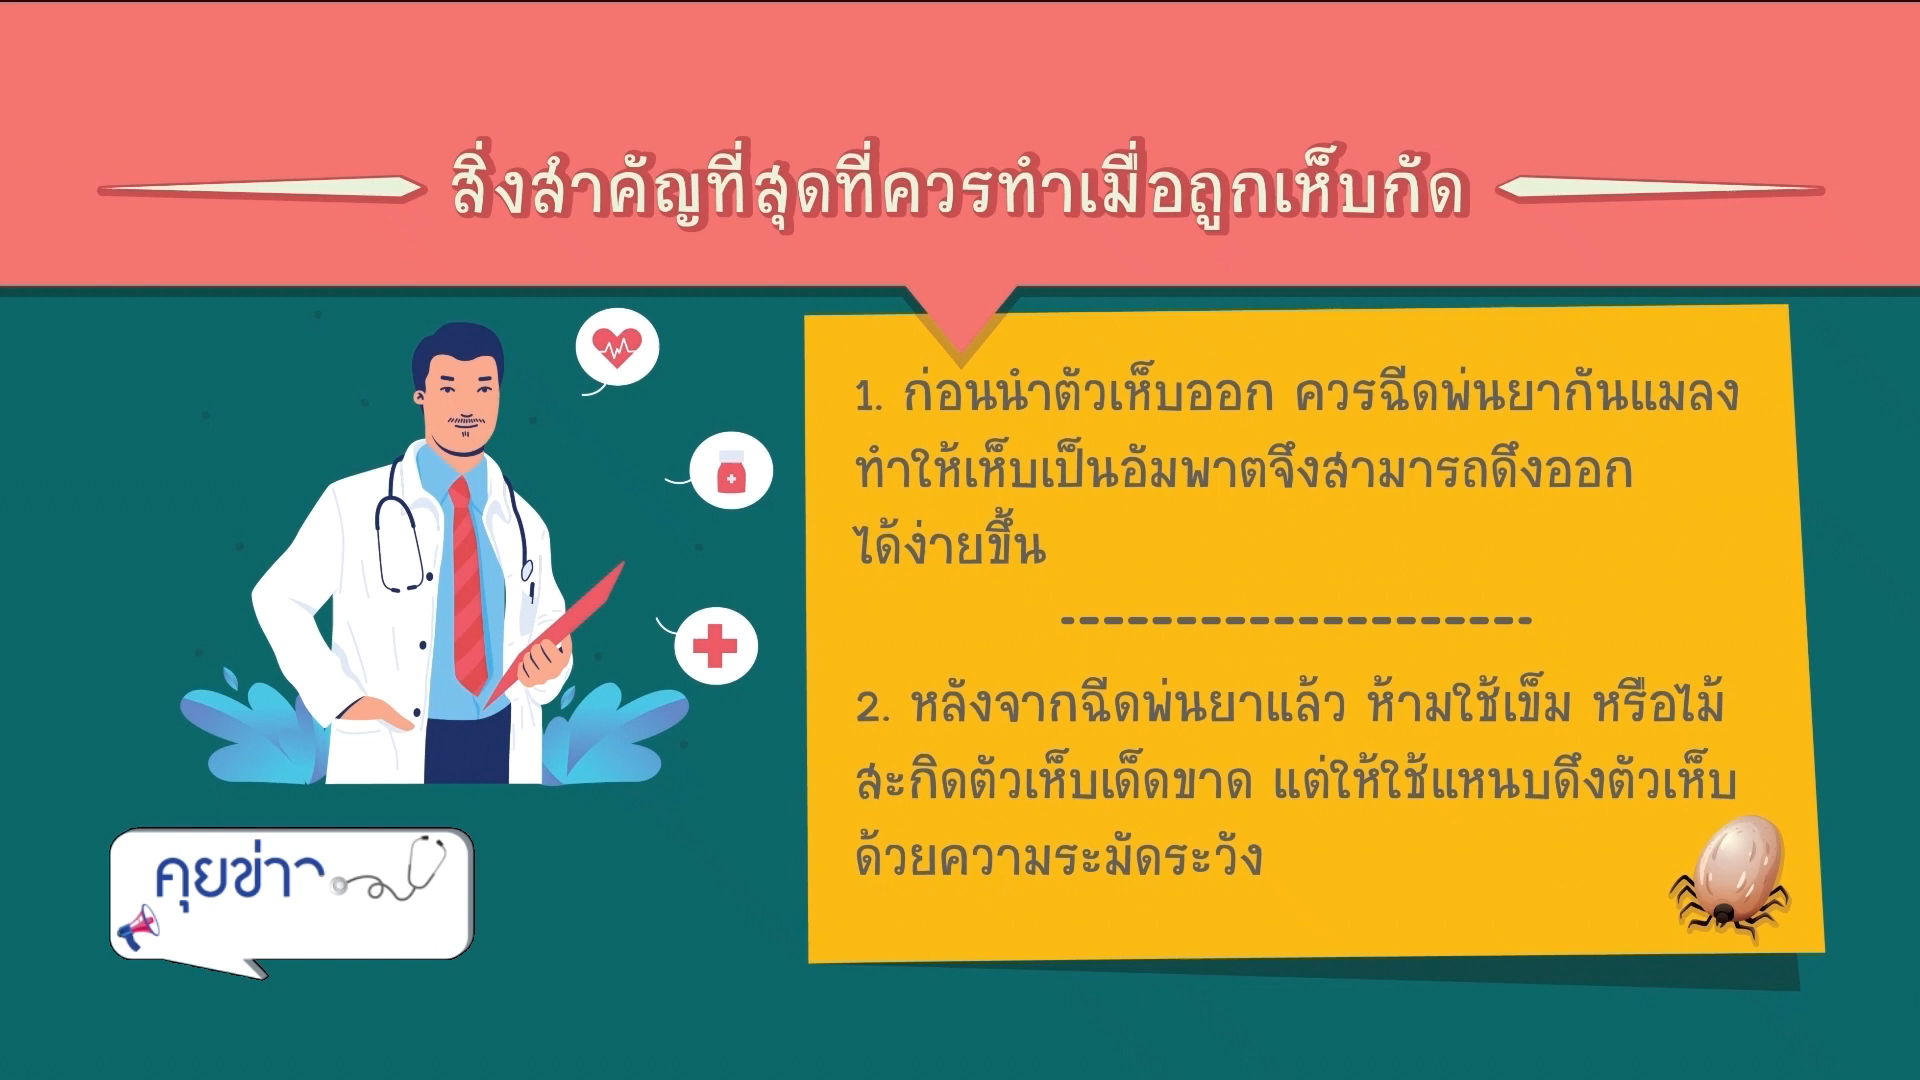 สิ่งสำคัญที่สุดที่ควรทำเมื่อถูกเห็บกัด
1. ก่อนนำตัวเห็บออก ควรฉีดพ่นยากันแมลง
ทำให้เห็บเป็นอัมพาตจึงสามารถดึงออก
ได้ง่ายขึ้น
--------------------
2. หลังจากฉีดพ่นยาแล้ว ห้ามใช้เข็ม หรือไม้
สะกิดตัวเห็บเด็ดขาด แต่ให้ใช้แหนบดึงตัวเห็บ
ด้วยความระมัดระวัง
คุยข่าว